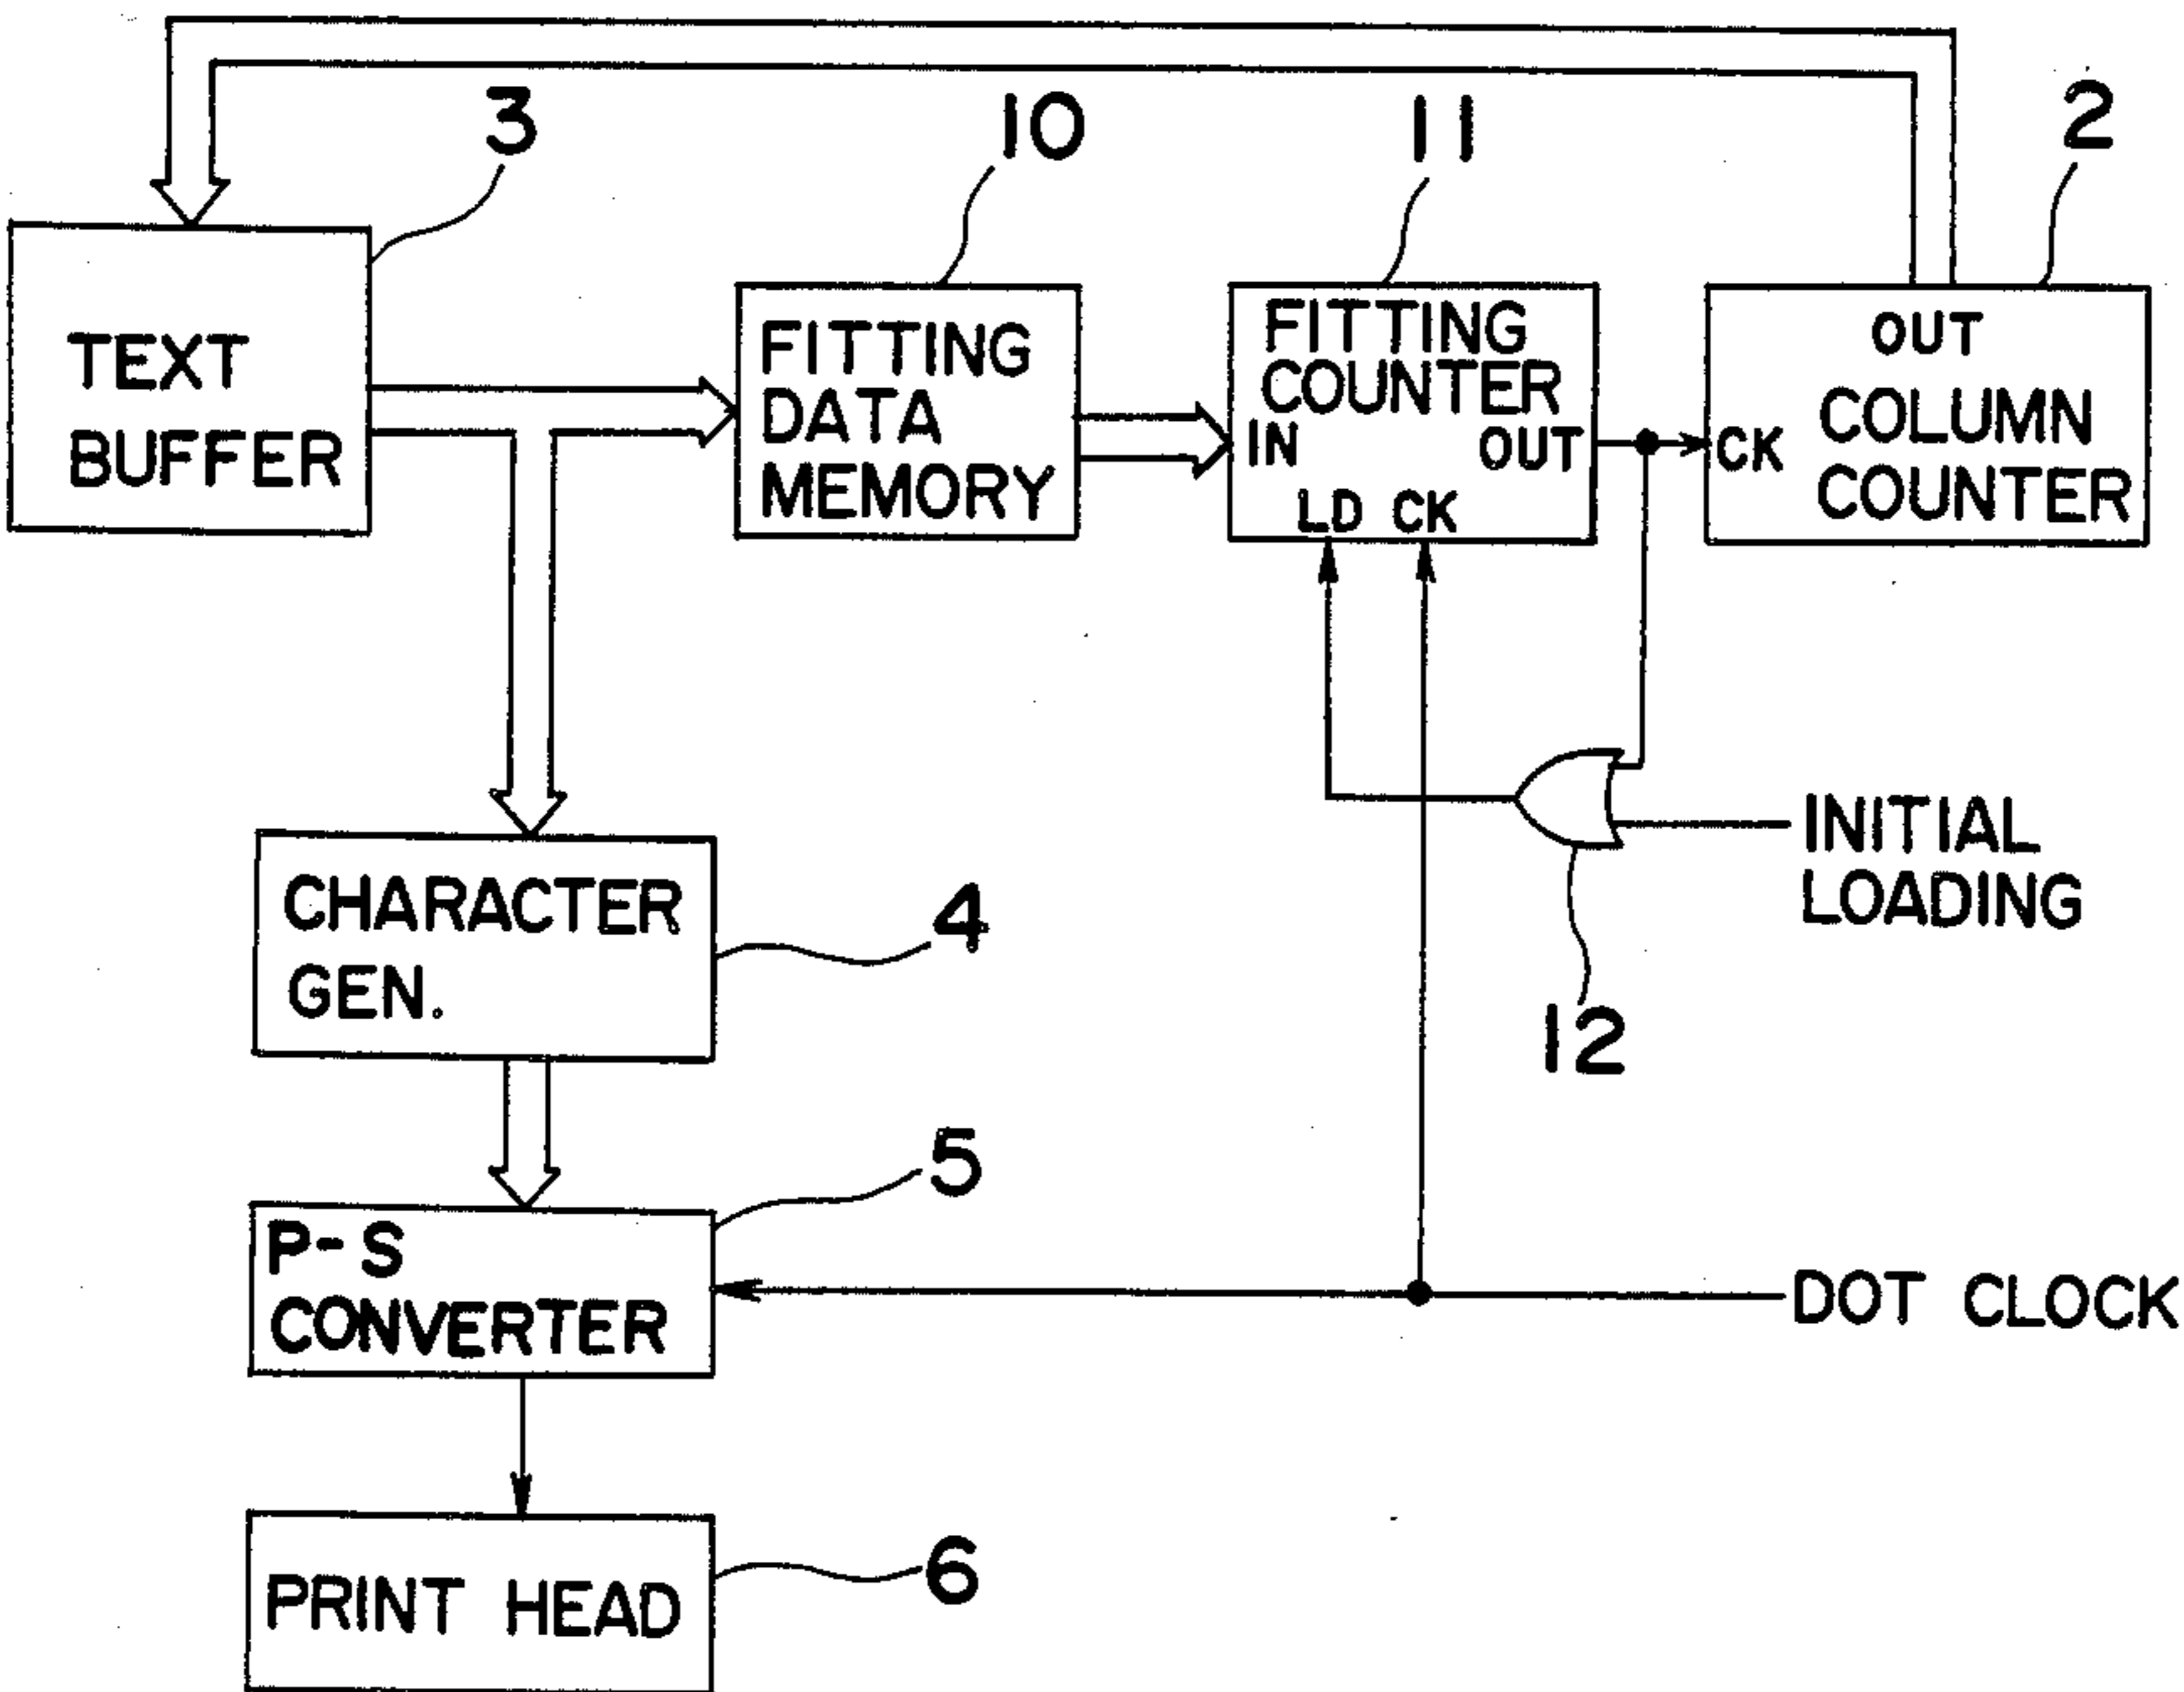 3
10
11
2
TEXT
BUFFER
FITTING
DATA
MEMORY
FITTING
COUNTER
IN
OUT
LD CK
OUT
CK
COLUMN
COUNTER
INITIAL
LOADING
12
CHARACTER
GEN.
4
P-S
CONVERTER
5
DOT CLOCK
PRINT HEAD
6